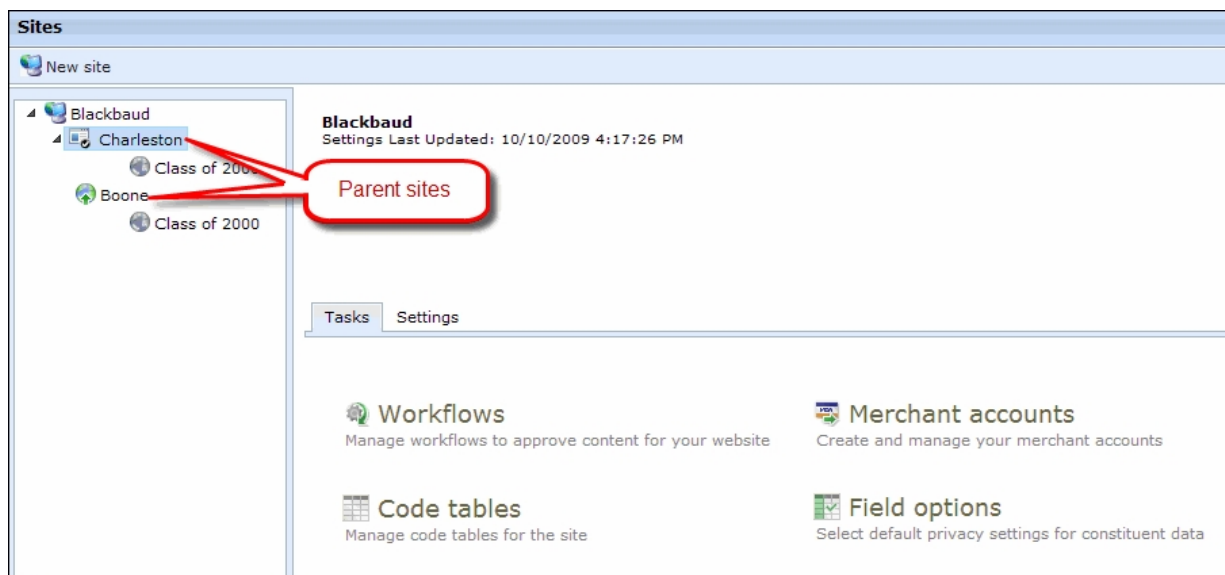 Sites
New site
Blackbaud
Charleston
Class of
Boone
Class of 2000
Parent sites
Blackbaud
Settings Last Updated: 10/10/2009 4:17:26 PM
Tasks Settings
Workflows
Manage workflows to approve content for your website
Merchant accounts
Create and manage your merchant accounts
Code tables
Manage code tables for the site
Field options
Select default privacy settings for constituent data